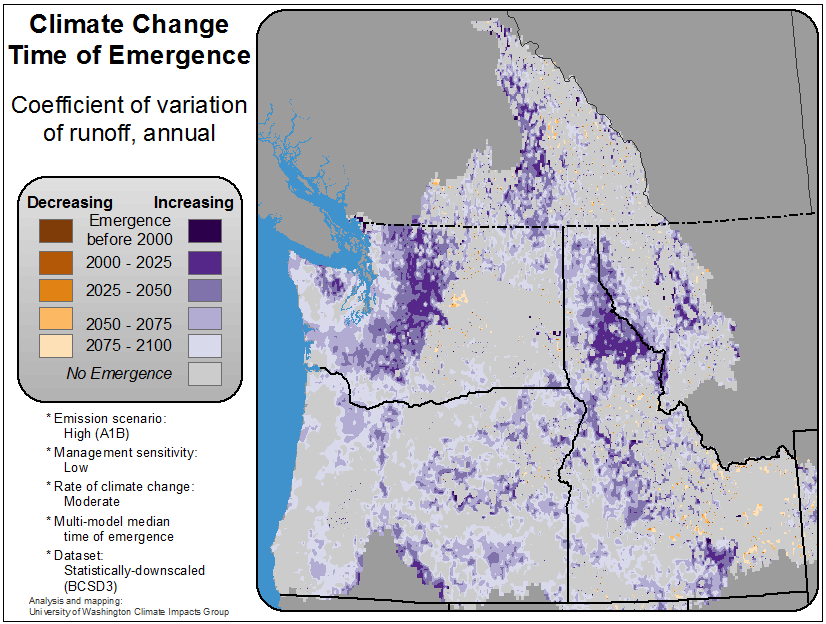 Climate Change
Time of Emergence
Coefficient of variation
of runoff, annual
Decreasing Increasing
Emergence
before 2000
2000 - 2025
2025 - 2050
2050 - 2075
2075 - 2100
No Emergence
* Emission scenario:
High (A1B)
* Management sensitivity:
Low
* Rate of climate change:
Moderate
* Multi-model median
time of emergence
* Dataset:
Statistically-downscaled
(BCSD3)
Analysis and mapping:
University of Washington Climate Impacts Group